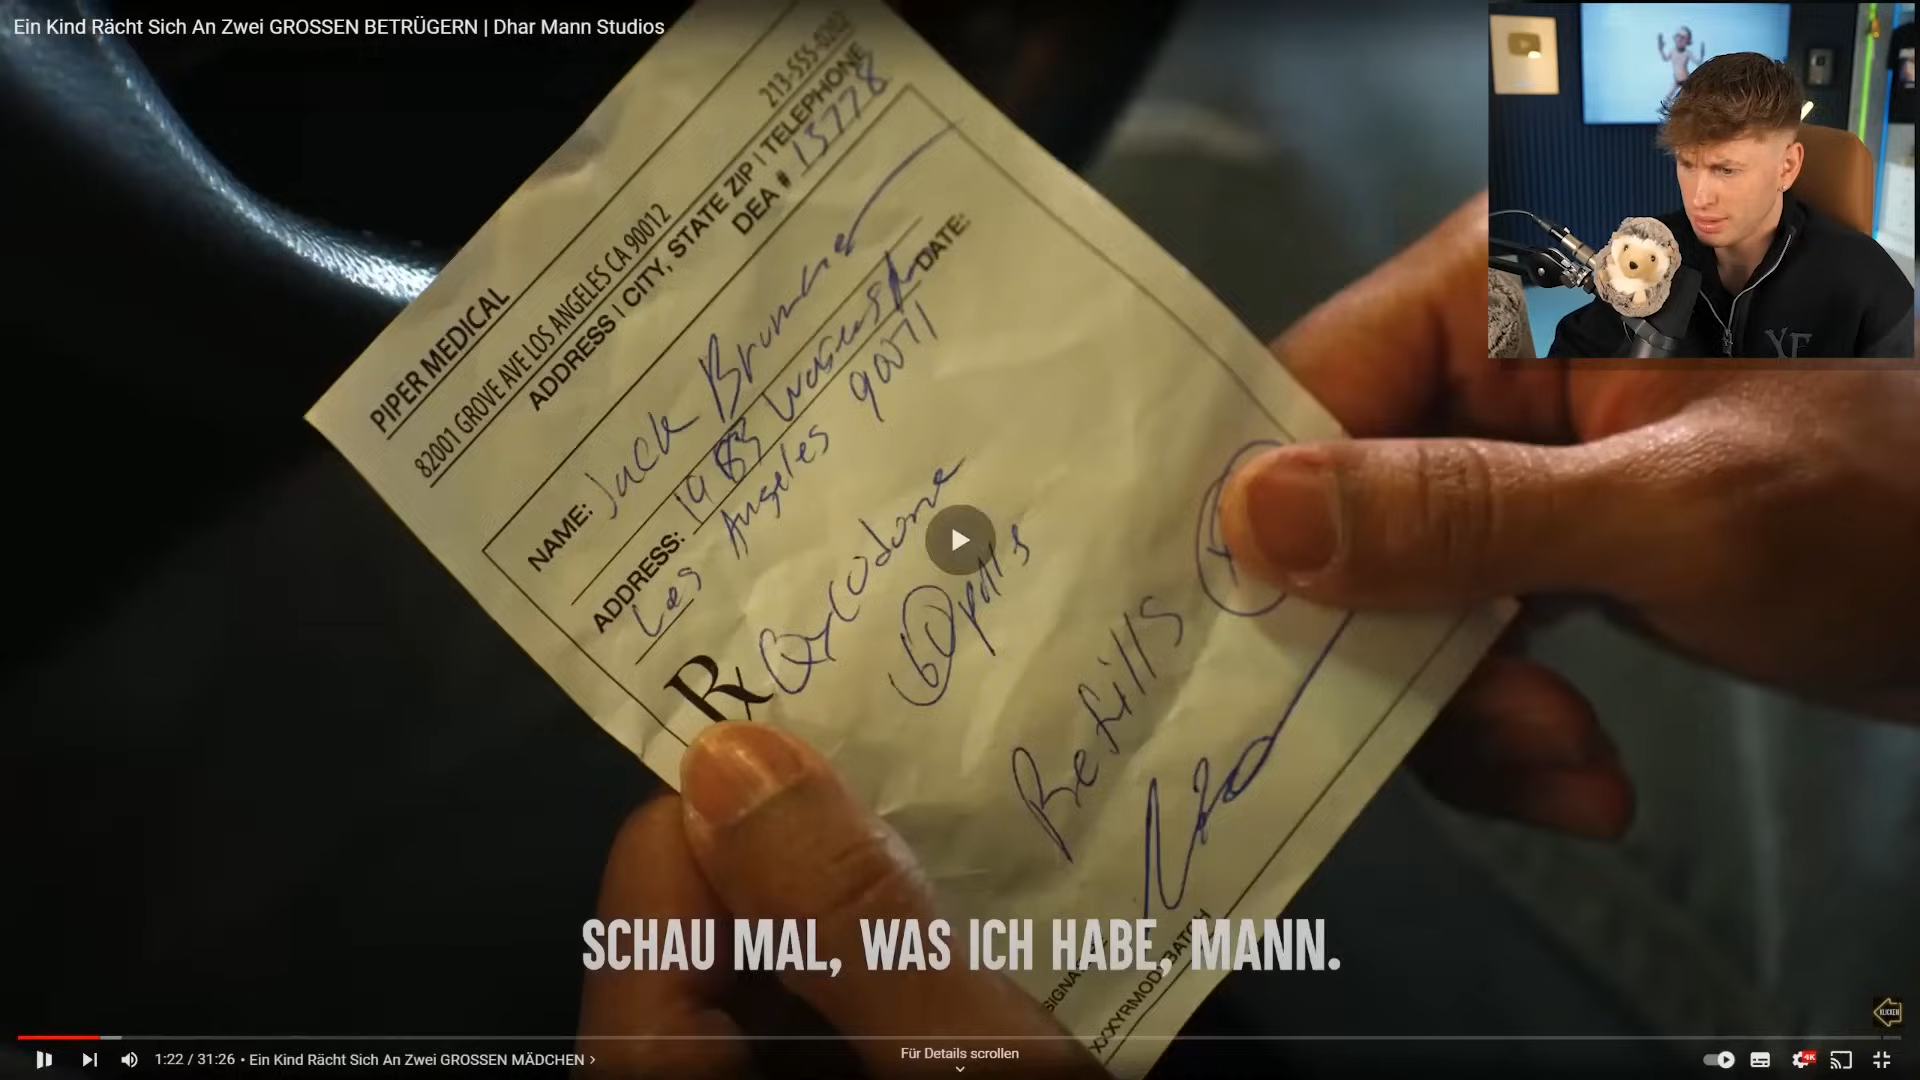 Ein Kind Rächt Sich An Zwei GROSSEN BETRÜGERN | Dhar Mann Studios
PIPER MEDICAL
82001 GROVE AVE LOS ANGELES CA 90012
213-555-0202
ADDRESS | CITY, STATE ZIP | TELEPHONE
DEA # 15778
NAME: Jack Brunner
DATE:
ADDRESS: 1983
Los Angeles 90071
Rx Oxycodone
60 pills
Refills
SCHAU MAL, WAS ICH HABE, MANN.
KLICKEN
1:22 / 31:26 • Ein Kind Rächt Sich An Zwei GROSSEN MÄDCHEN >
Für Details scrollen
4K